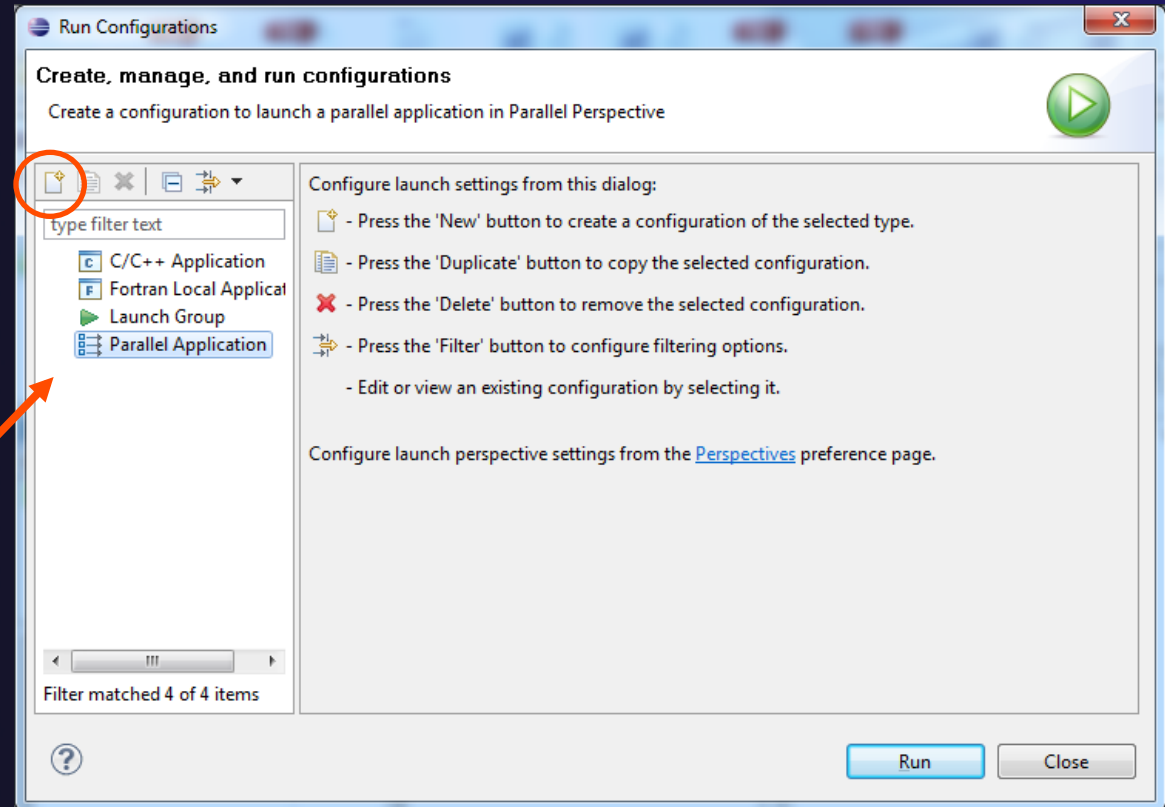 Run Configurations
Create, manage, and run configurations
Create a configuration to launch a parallel application in Parallel Perspective
type filter text
C/C++ Application
Fortran Local Applicat
Launch Group
Parallel Application
Filter matched 4 of 4 items
Configure launch settings from this dialog:
- Press the 'New' button to create a configuration of the selected type.
- Press the 'Duplicate' button to copy the selected configuration.
- Press the 'Delete' button to remove the selected configuration.
- Press the 'Filter' button to configure filtering options.
- Edit or view an existing configuration by selecting it.
Configure launch perspective settings from the Perspectives preference page.
Run
Close